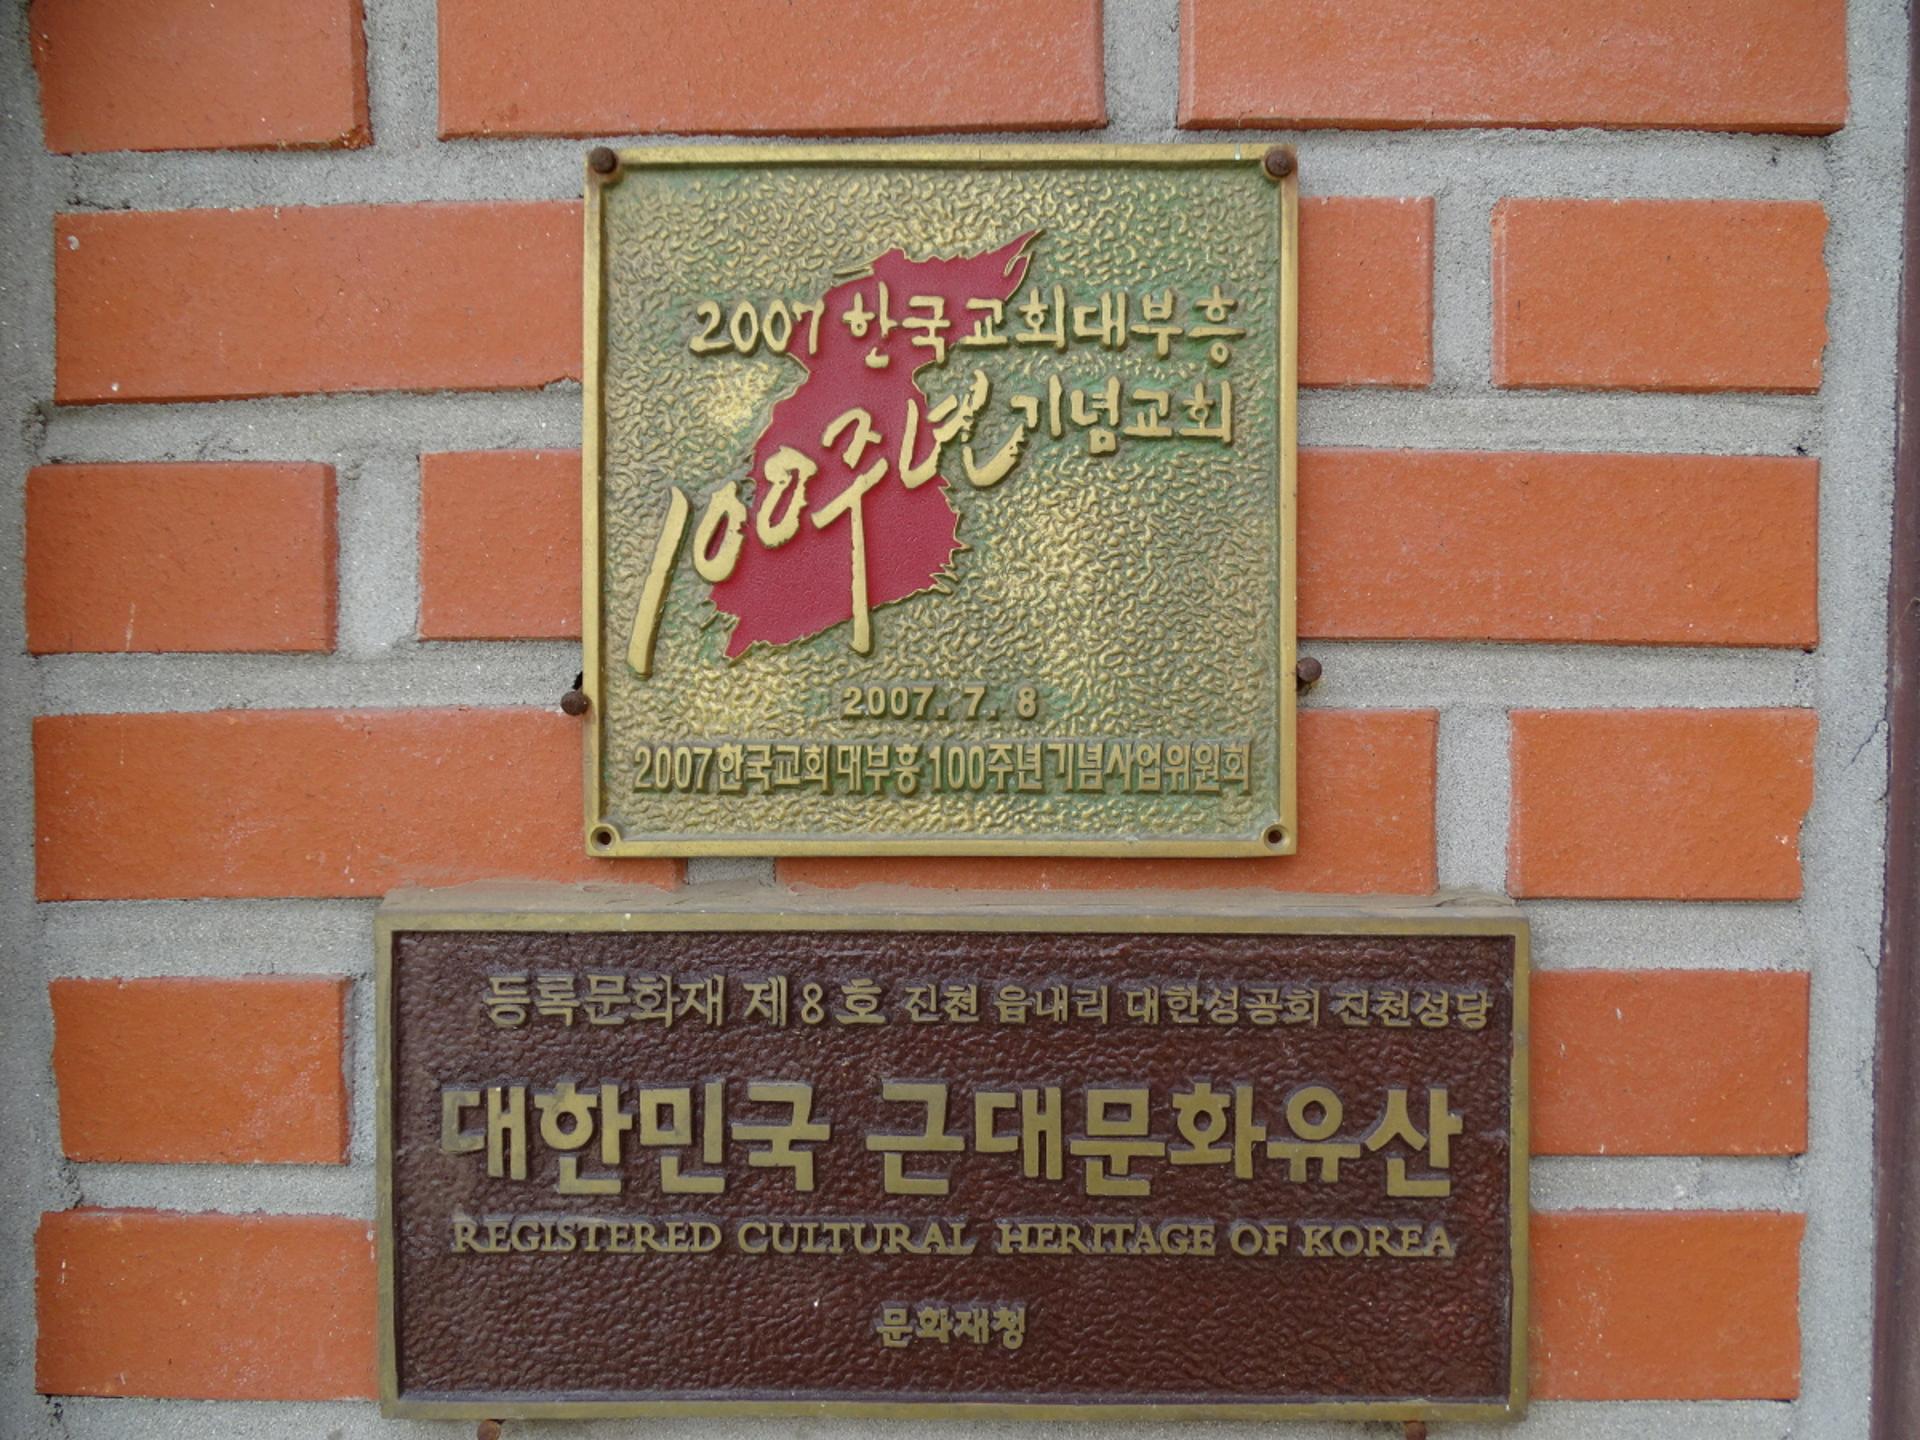 2007 한국교회대부흥
100주년기념교회
2007. 7. 8
2007한국교회대부흥100주년기념사업위원회
등록문화재 제8호 진천 읍내리 대한성공회 진천성당
대한민국 근대문화유산
REGISTERED CULTURAL HERITAGE OF KOREA
문화재청